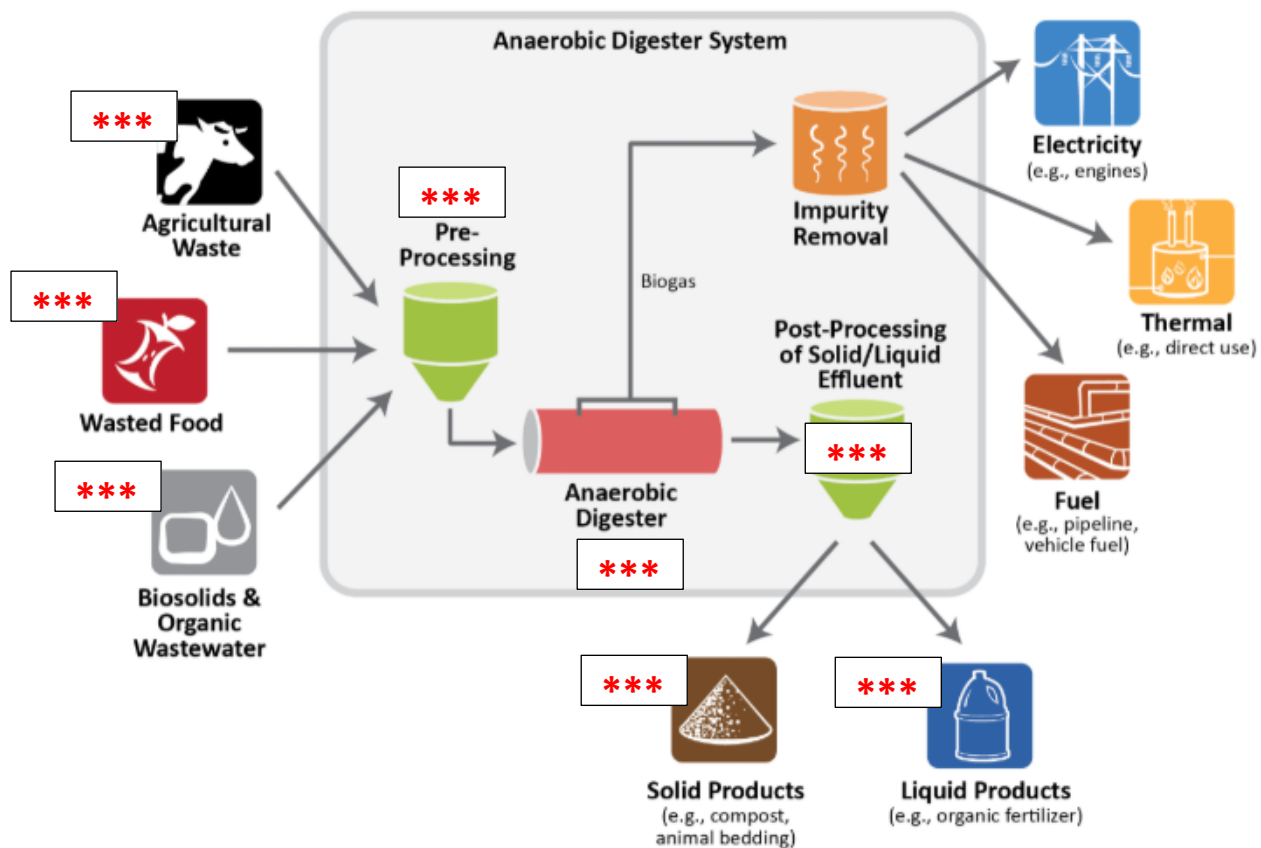 Anaerobic Digester System
***
Agricultural
Waste
***
Wasted Food
***
Biosolids &
Organic
Wastewater
***
Pre-
Processing
Biogas
Anaerobic
Digester
***
Impurity
Removal
Post-Processing
of Solid/Liquid
Effluent
***
Electricity
(e.g., engines)
Thermal
(e.g., direct use)
Fuel
(e.g., pipeline,
vehicle fuel)
***
Solid Products
(e.g., compost,
animal bedding)
***
Liquid Products
(e.g., organic fertilizer)